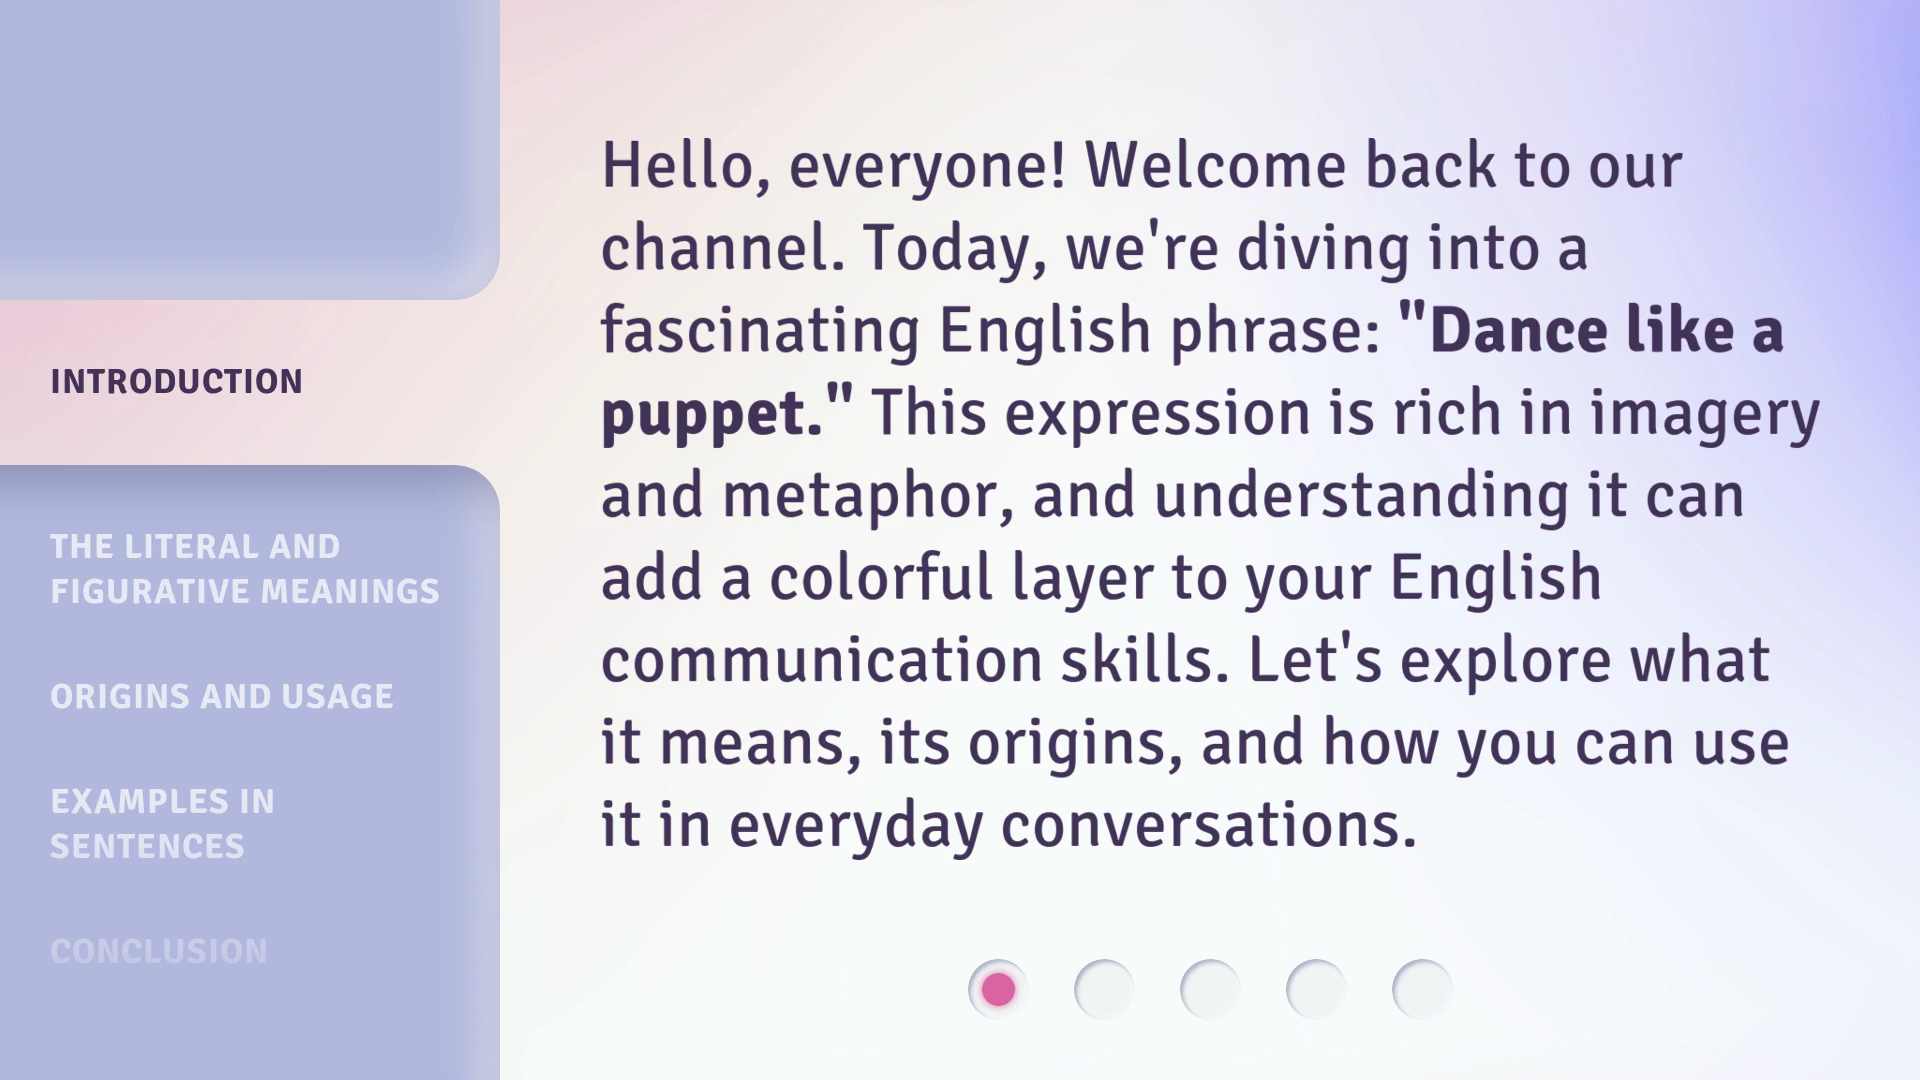 INTRODUCTION
THE LITERAL AND
FIGURATIVE MEANINGS
ORIGINS AND USAGE
EXAMPLES IN
SENTENCES
CONCLUSION
Hello, everyone! Welcome back to our
channel. Today, we're diving into a
fascinating English phrase: "Dance like a
puppet." This expression is rich in imagery
and metaphor, and understanding it can
add a colorful layer to your English
communication skills. Let's explore what
it means, its origins, and how you can use
it in everyday conversations.